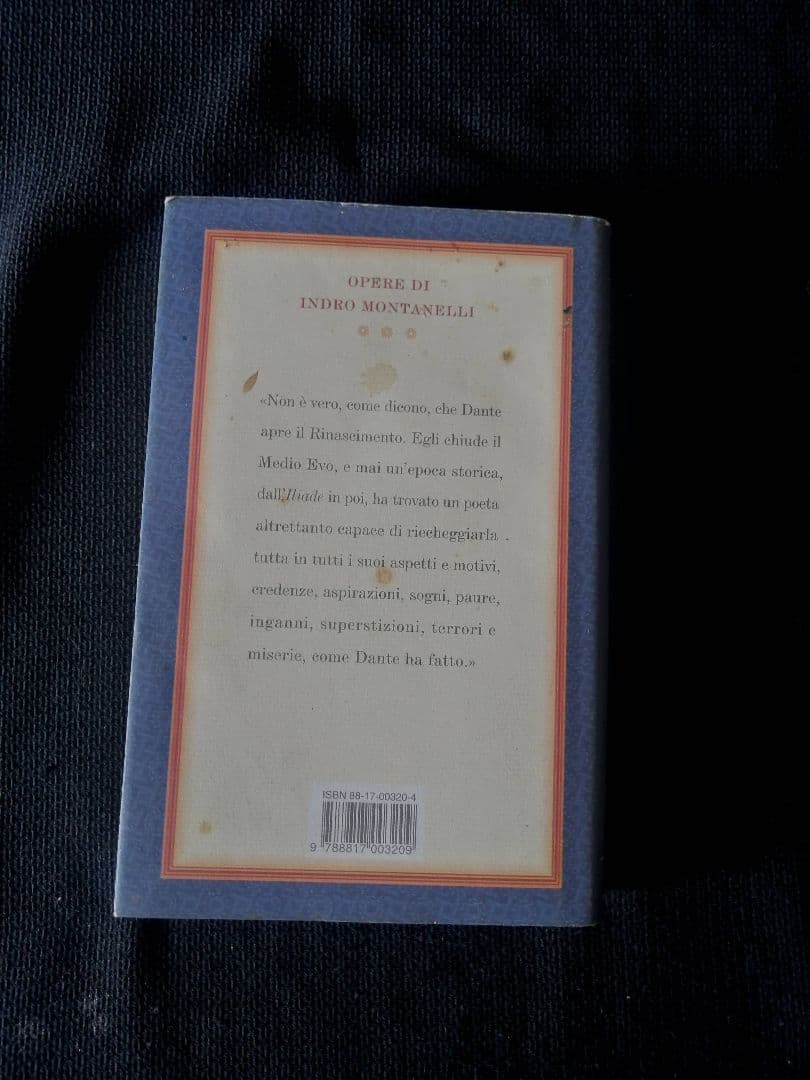 OPERE DI
INDRO MONTANELLI
«Non è vero, come dicono, che Dante
apre il Rinascimento. Egli chiude il
Medio Evo, e mai un'epoca storica,
dall'Iliade in poi, ha trovato un poeta
altrettanto capace di riecheggiarla
tutta in tutti i suoi aspetti e motivi,
credenze, aspirazioni, sogni, paure,
inganni, superstizioni, terrori e
miserie, come Dante ha fatto.»
ISBN 88-17-00320-4
9 788817 003209